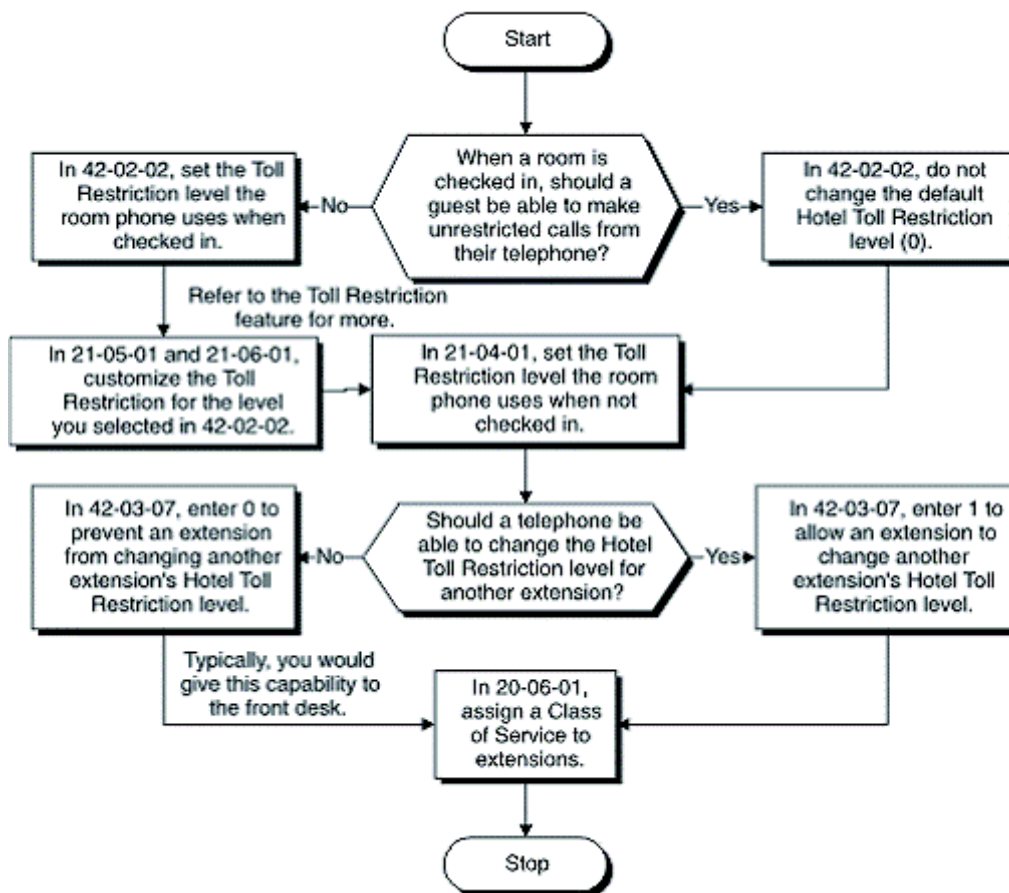 Start
When a room is
checked in, should a
guest be able to make
unrestricted calls from
their telephone?
No
Yes
In 42-02-02, set the Toll
Restriction level the
room phone uses when
checked in.
In 42-02-02, do not
change the default
Hotel Toll Restriction
level (0).
Refer to the Toll Restriction
feature for more.
In 21-05-01 and 21-06-01,
customize the Toll
Restriction for the level
you selected in 42-02-02.
In 21-04-01, set the Toll
Restriction level the room
phone uses when not
checked in.
Should a telephone be
able to change the Hotel
Toll Restriction level for
another extension?
No
Yes
In 42-03-07, enter 0 to
prevent an extension
from changing another
extension's Hotel Toll
Restriction level.
In 42-03-07, enter 1 to
allow an extension to
change another
extension's Hotel Toll
Restriction level.
Typically, you would
give this capability to
the front desk.
In 20-06-01,
assign a Class
of Service to
extensions.
Stop